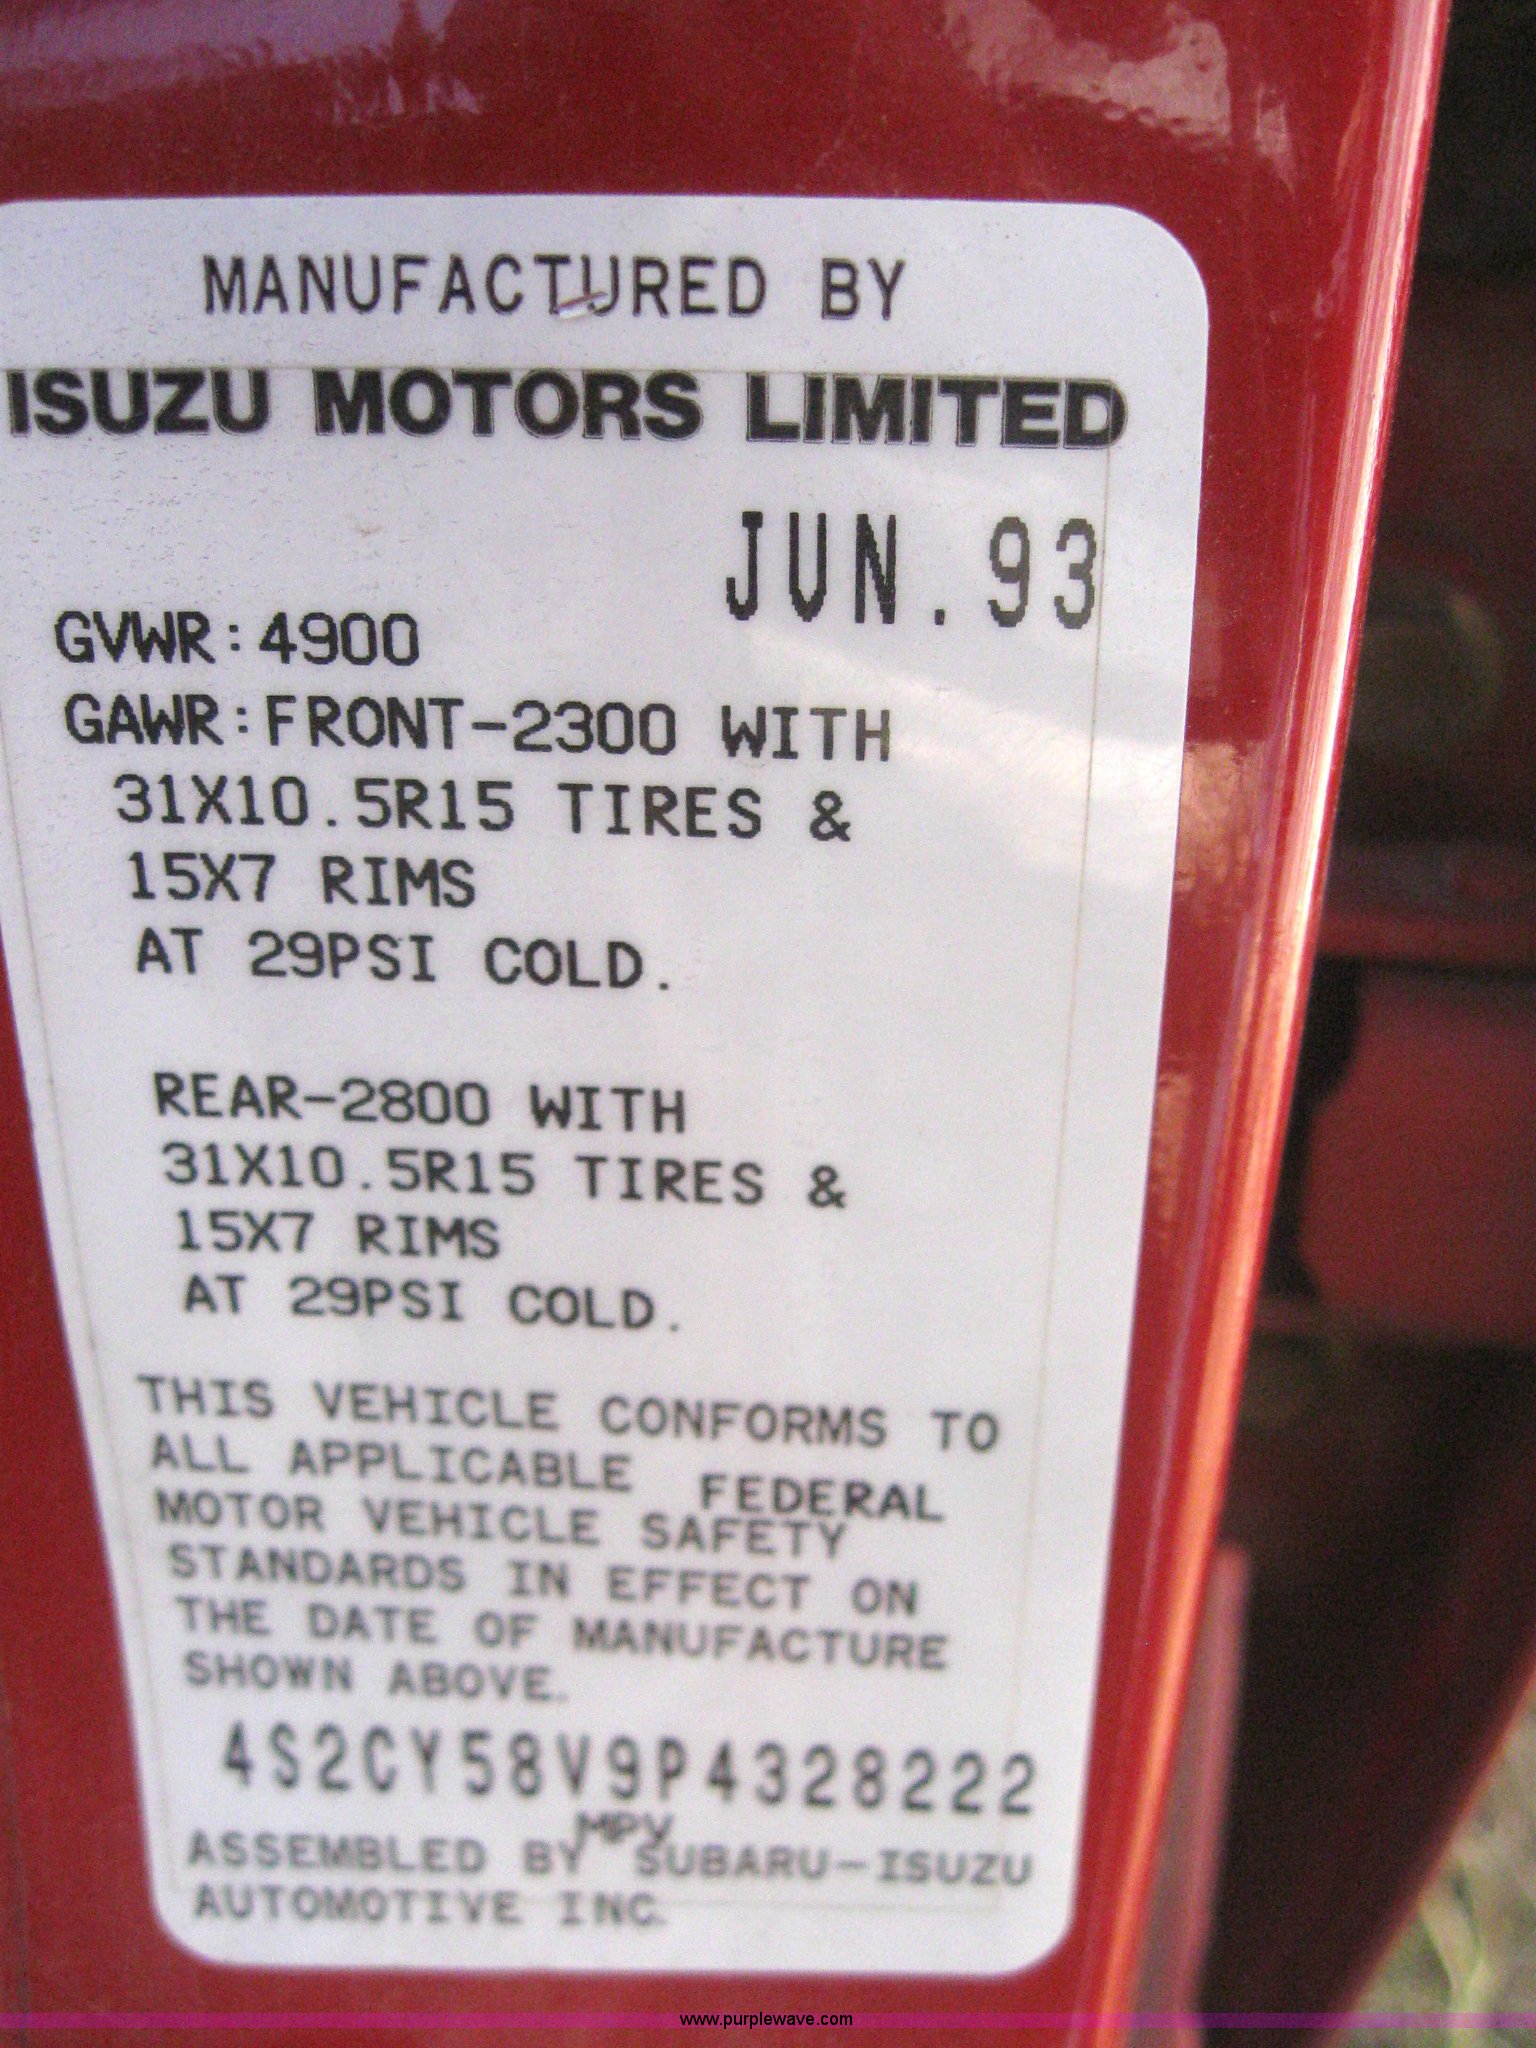 MANUFACTURED BY
ISUZU MOTORS LIMITED
JUN.93
GVWR:4900
GAWR:FRONT-2300 WITH
31X10.5R15 TIRES &
15X7 RIMS
AT 29PSI COLD.
REAR-2800 WITH
31X10.5R15 TIRES &
15X7 RIMS
AT 29PSI COLD.
THIS VEHICLE CONFORMS TO
ALL APPLICABLE FEDERAL
MOTOR VEHICLE SAFETY
STANDARDS IN EFFECT ON
THE DATE OF MANUFACTURE
SHOWN ABOVE.
4S2CY58V9P4328222
MPV
ASSEMBLED BY SUBARU-ISUZU
AUTOMOTIVE INC.
www.purplewave.com